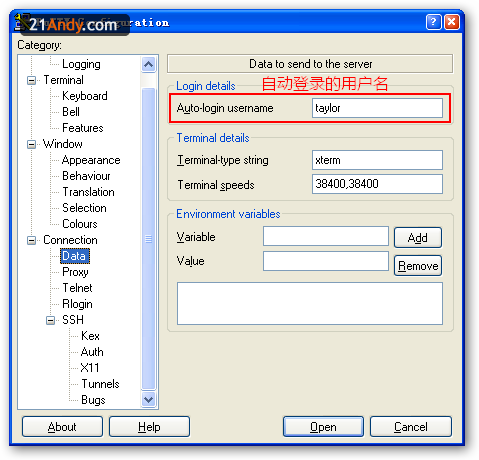 21Andy.com
Category:
Logging
Terminal
Keyboard
Bell
Features
Window
Appearance
Behaviour
Translation
Selection
Colours
Connection
Data
Proxy
Telnet
Rlogin
SSH
Kex
Auth
X11
Tunnels
Bugs
Data to send to the server
Login details
自动登录的用户名
Auto-login username
taylor
Terminal details
Terminal-type string
xterm
Terminal speeds
38400,38400
Environment variables
Variable
Add
Value
Remove
About
Help
Open
Cancel